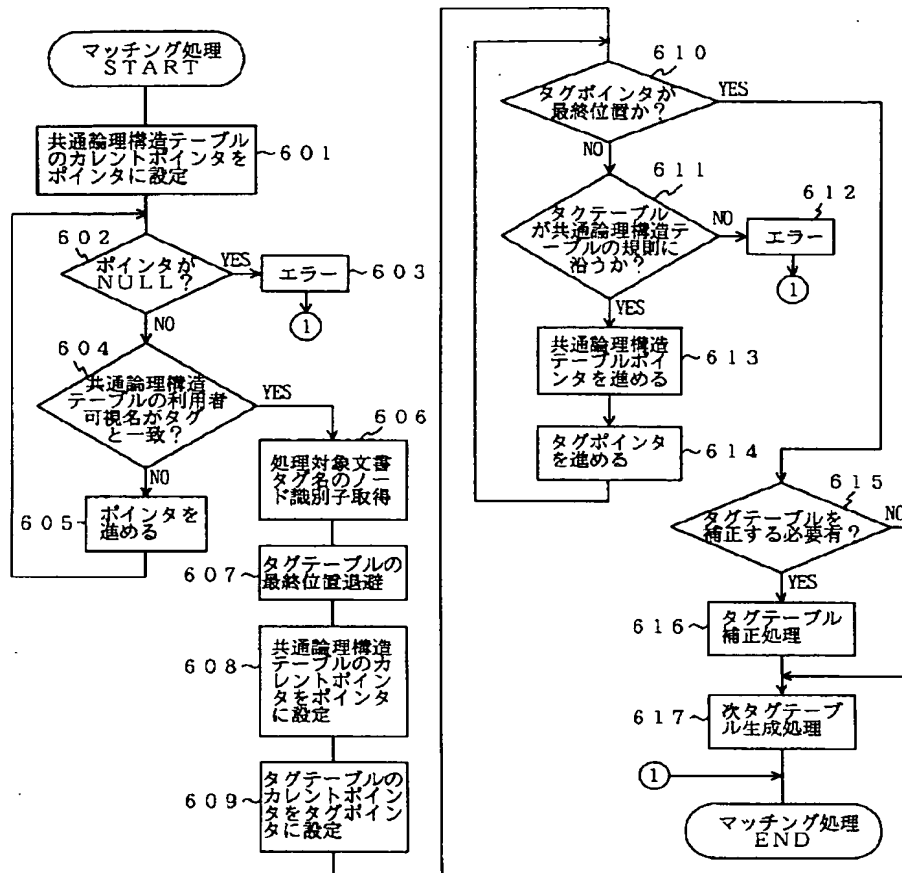 マッチング処理
START
共通論理構造テーブル
のカレントポインタを
ポインタに設定
601
602
ポインタが
NULL?
YES
エラー
603
①
NO
604
共通論理構造
テーブルの利用者
可視名がタグ
と一致?
YES
NO
605
ポインタを
進める
606
処理対象文書
タグ名のノー
ド識別子取得
607
タグテーブルの
最終位置退避
608
共通論理構造
テーブルのカ
レントポイン
タをポインタ
に設定
609
タグテーブルの
カレントポイン
タをタグポイン
タに設定
610
タグポインタが
最終位置か?
YES
NO
611
タクテーブル
が共通論理構造テ
ーブルの規則に
沿うか?
NO
612
エラー
①
YES
共通論理構造
テーブルポイ
ンタを進める
613
タグポインタ
を進める
614
615
タグテーブルを
補正する必要有?
NO
YES
616
タグテーブル
補正処理
617
次タグテーブ
ル生成処理
①
マッチング処理
END